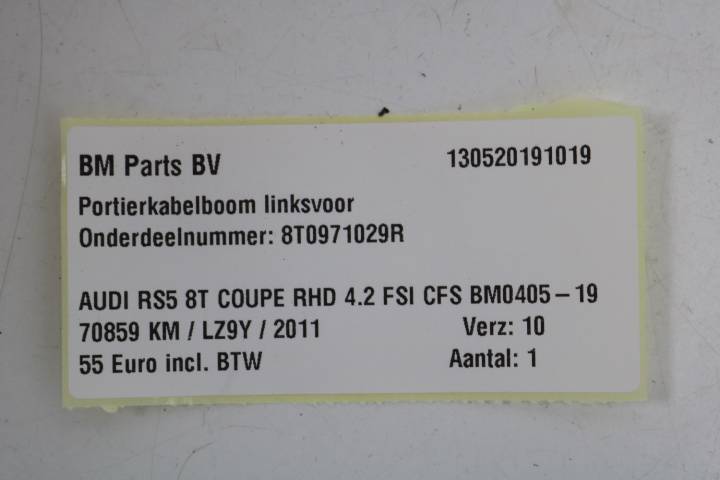 BM Parts BV 130520191019
Portierkabelboom linksvoor
Onderdeelnummer: 8T0971029R
AUDI RS5 8T COUPE RHD 4.2 FSI CFS BM0405-19
70859 KM / LZ9Y / 2011 Verz: 10
55 Euro incl. BTW Aantal: 1